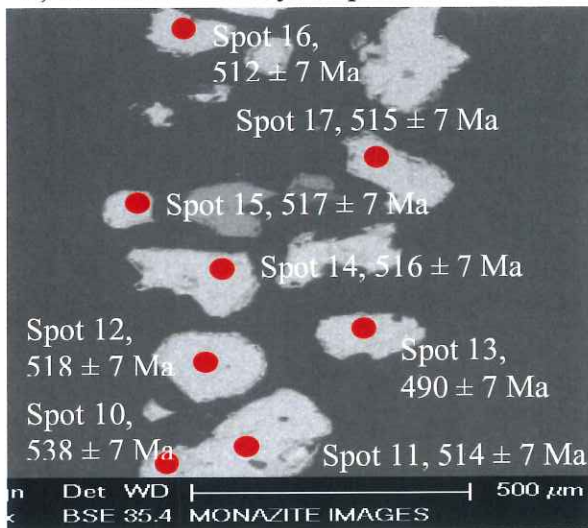 Spot 16,
512 ± 7 Ma
Spot 17, 515 ± 7 Ma
Spot 15, 517 ± 7 Ma
Spot 14, 516 ± 7 Ma
Spot 12,
518 ± 7 Ma
Spot 13,
490 ± 7 Ma
Spot 10,
538 ± 7 Ma
Spot 11, 514 ± 7 Ma
Det WD 500 µm
BSE 35.4 MONAZITE IMAGES